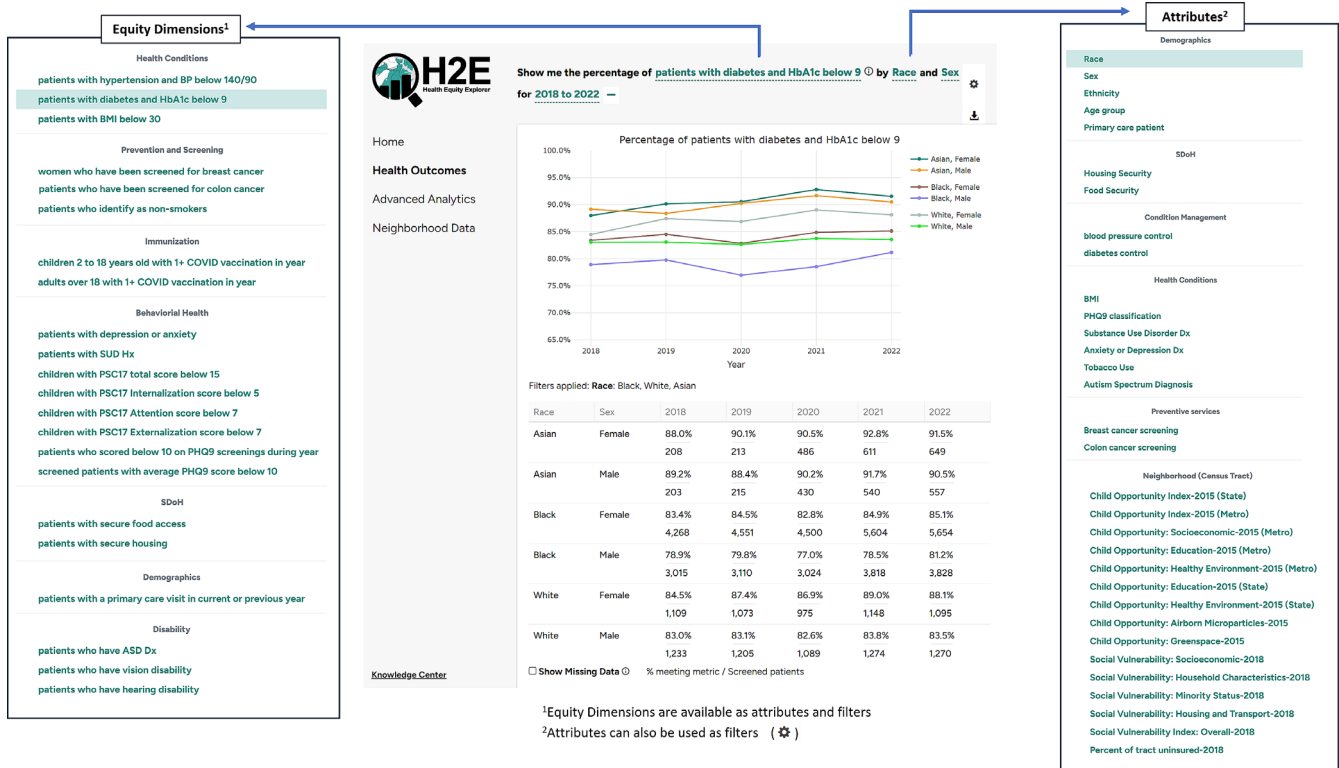 Equity Dimensions¹
Health Conditions
patients with hypertension and BP below 140/90
patients with diabetes and HbA1c below 9
patients with BMI below 30
Prevention and Screening
women who have been screened for breast cancer
patients who have been screened for colon cancer
patients who identify as non-smokers
Immunization
children 2 to 18 years old with 1+ COVID vaccination in year
adults over 18 with 1+ COVID vaccination in year
Behaviorial Health
patients with depression or anxiety
patients with SUD Hx
children with PSC17 total score below 15
children with PSC17 Internalization score below 5
children with PSC17 Attention score below 7
children with PSC17 Externalization score below 7
patients who scored below 10 on PHQ9 screenings during year
screened patients with average PHQ9 score below 10
SDoH
patients with secure food access
patients with secure housing
Demographics
patients with a primary care visit in current or previous year
Disability
patients who have ASD Dx
patients who have vision disability
patients who have hearing disability
H2E
Health Equity Explorer
Home
Health Outcomes
Advanced Analytics
Neighborhood Data
Knowledge Center
Show me the percentage of patients with diabetes and HbA1c below 9 ⓘ by Race and Sex
for 2018 to 2022 —
Percentage of patients with diabetes and HbA1c below 9
100.0%
95.0%
90.0%
85.0%
80.0%
75.0%
70.0%
65.0%
2018 2019 2020 2021 2022
Year
Asian, Female
Asian, Male
Black, Female
Black, Male
White, Female
White, Male
Filters applied: Race: Black, White, Asian
Race Sex 2018 2019 2020 2021 2022
Asian Female 88.0% 90.1% 90.5% 92.8% 91.5%
208 213 486 611 649
Asian Male 89.2% 88.4% 90.2% 91.7% 90.5%
203 215 430 540 557
Black Female 83.4% 84.5% 82.8% 84.9% 85.1%
4,268 4,551 4,500 5,604 5,654
Black Male 78.9% 79.8% 77.0% 78.5% 81.2%
3,015 3,110 3,024 3,818 3,828
White Female 84.5% 87.4% 86.9% 89.0% 88.1%
1,109 1,073 975 1,148 1,095
White Male 83.0% 83.1% 82.6% 83.8% 83.5%
1,233 1,205 1,089 1,274 1,270
Show Missing Data ⓘ % meeting metric / Screened patients
¹Equity Dimensions are available as attributes and filters
²Attributes can also be used as filters ( )
Attributes²
Demographics
Race
Sex
Ethnicity
Age group
Primary care patient
SDoH
Housing Security
Food Security
Condition Management
blood pressure control
diabetes control
Health Conditions
BMI
PHQ9 classification
Substance Use Disorder Dx
Anxiety or Depression Dx
Tobacco Use
Autism Spectrum Diagnosis
Preventive services
Breast cancer screening
Colon cancer screening
Neighborhood (Census Tract)
Child Opportunity Index-2015 (State)
Child Opportunity Index-2015 (Metro)
Child Opportunity: Socioeconomic-2015 (Metro)
Child Opportunity: Education-2015 (Metro)
Child Opportunity: Healthy Environment-2015 (Metro)
Child Opportunity: Education-2015 (State)
Child Opportunity: Healthy Environment-2015 (State)
Child Opportunity: Airborn Microparticles-2015
Child Opportunity: Greenspace-2015
Social Vulnerability: Socioeconomic-2018
Social Vulnerability: Household Characteristics-2018
Social Vulnerability: Minority Status-2018
Social Vulnerability: Housing and Transport-2018
Social Vulnerability Index: Overall-2018
Percent of tract uninsured-2018